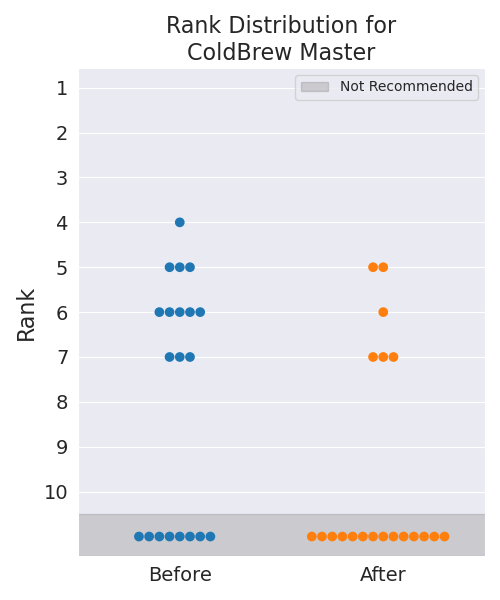 Rank Distribution for
ColdBrew Master
Not Recommended
1
2
3
4
5
6
7
8
9
10
Rank
Before
After